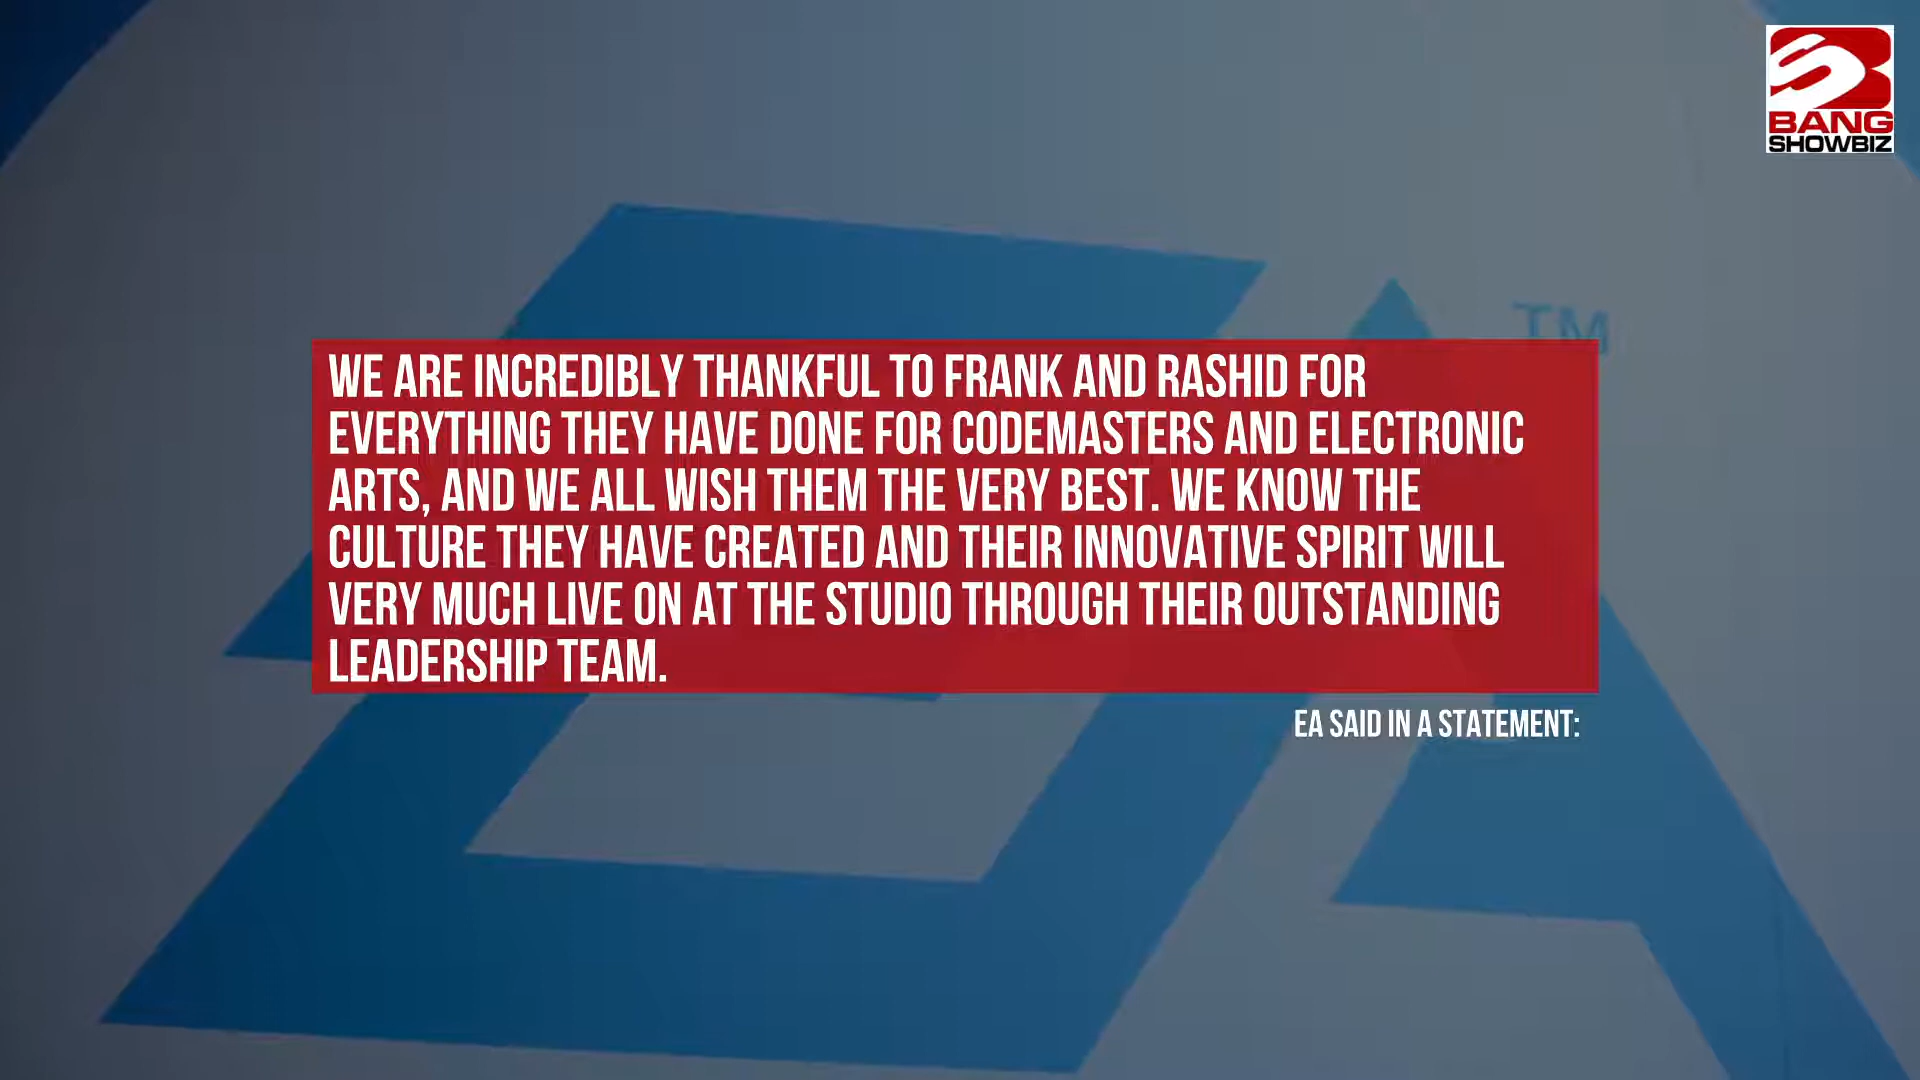 BANG
SHOWBIZ
TM
WE ARE INCREDIBLY THANKFUL TO FRANK AND RASHID FOR
EVERYTHING THEY HAVE DONE FOR CODEMASTERS AND ELECTRONIC
ARTS, AND WE ALL WISH THEM THE VERY BEST. WE KNOW THE
CULTURE THEY HAVE CREATED AND THEIR INNOVATIVE SPIRIT WILL
VERY MUCH LIVE ON AT THE STUDIO THROUGH THEIR OUTSTANDING
LEADERSHIP TEAM.
EA SAID IN A STATEMENT:
EA